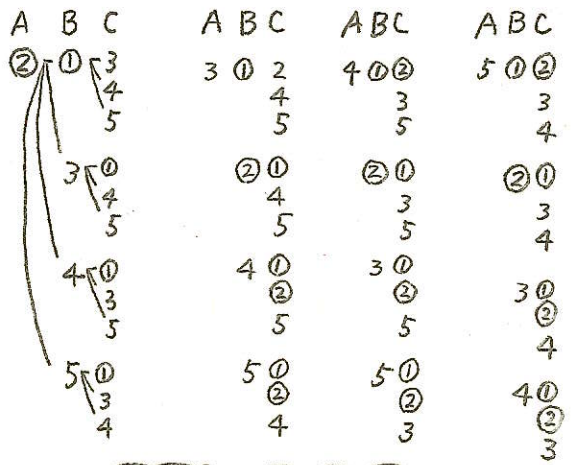 A B C A B C A B C A B C
② ① 3 3 ① 2 4 ① ② 5 ① ②
4 4 3 3
5 5 5 4
3 ① ② ① ② ① ② ①
4 4 3 3
5 5 5 4
4 ① 4 ① 3 ① 3 ①
3 ② ② ②
5 5 5 4
5 ① 5 ① 5 ① 4 ①
3 ② ② ②
4 4 3 3